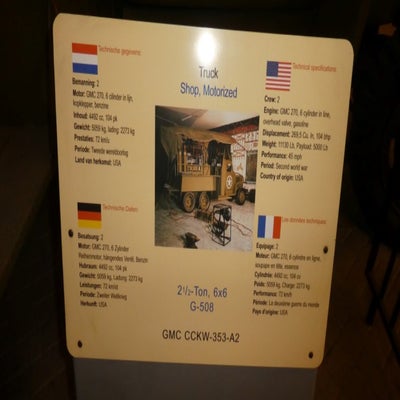 Technische gegevens:
Bemanning: 2
Motor: GMC 270, 6 cilinder in lijn,
kopklepper, benzine
Inhoud: 4492 cc, 104 pk
Gewicht: 5059 kg, lading: 2273 kg
Prestaties: 72 km/u
Periode: Tweede wereldoorlog
Land van herkomst: USA
Truck
Shop, Motorized
Technical specifications:
Crew: 2
Engine: GMC 270, 6 cilinder in line,
overhead valve, gasoline
Displacement: 269,5 Cu. In, 104 bhp
Weight: 11130 Lb, Payload: 5000 Lb
Performance: 45 mph
Period: Second world war
Country of origin: USA
Technische Daten:
Besatsung: 2
Motor: GMC 270, 6 Zylinder
Reihenmotor, hängendes Ventil, Benzin
Hubraum: 4492 cc, 104 pk
Gewicht: 5059 kg, Ladung: 2273 kg
Leistungen: 72 km/st
Periode: Zweiter Weltkrieg
Herkunft: USA
Les données techniques:
Equipage: 2
Moteur: GMC 270, 6 cylindre en ligne,
soupape en tête, essence
Cylindrée: 4492 cc, 104 pk
Poids: 5059 kg, Charge: 2273 kg
Performance: 72 km/h
Période: La deuxième guerre du monde
Pays d'origine: USA
2½-Ton, 6x6
G-508
GMC CCKW-353-A2